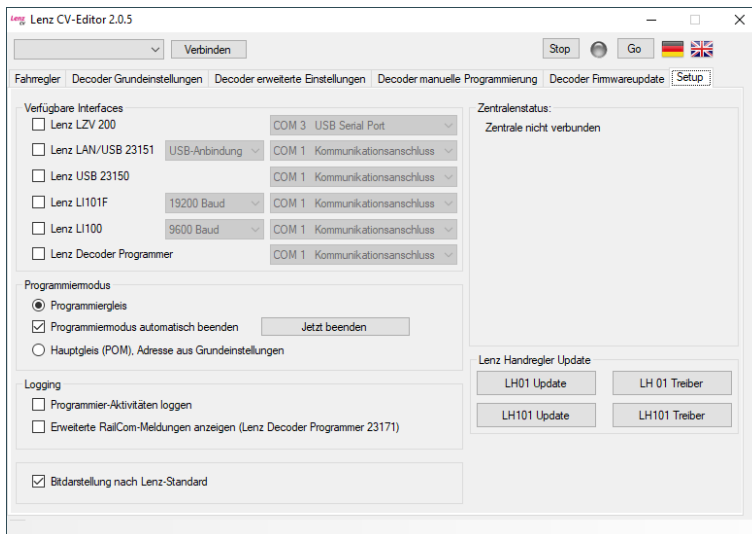 Lenz CV-Editor 2.0.5
Verbinden
Stop
Go
Fahrregler
Decoder Grundeinstellungen
Decoder erweiterte Einstellungen
Decoder manuelle Programmierung
Decoder Firmwareupdate
Setup
Verfügbare Interfaces
Lenz LZV 200
COM 3 USB Serial Port
Lenz LAN/USB 23151
USB-Anbindung
COM 1 Kommunikationsanschluss
Lenz USB 23150
COM 1 Kommunikationsanschluss
Lenz LI101F
19200 Baud
COM 1 Kommunikationsanschluss
Lenz LI100
9600 Baud
COM 1 Kommunikationsanschluss
Lenz Decoder Programmer
COM 1 Kommunikationsanschluss
Programmiermodus
Programmiergleis
Programmiermodus automatisch beenden
Jetzt beenden
Hauptgleis (POM), Adresse aus Grundeinstellungen
Logging
Programmier-Aktivitäten loggen
Erweiterte RailCom-Meldungen anzeigen (Lenz Decoder Programmer 23171)
Bitdarstellung nach Lenz-Standard
Zentralenstatus:
Zentrale nicht verbunden
Lenz Handregler Update
LH01 Update
LH 01 Treiber
LH101 Update
LH101 Treiber